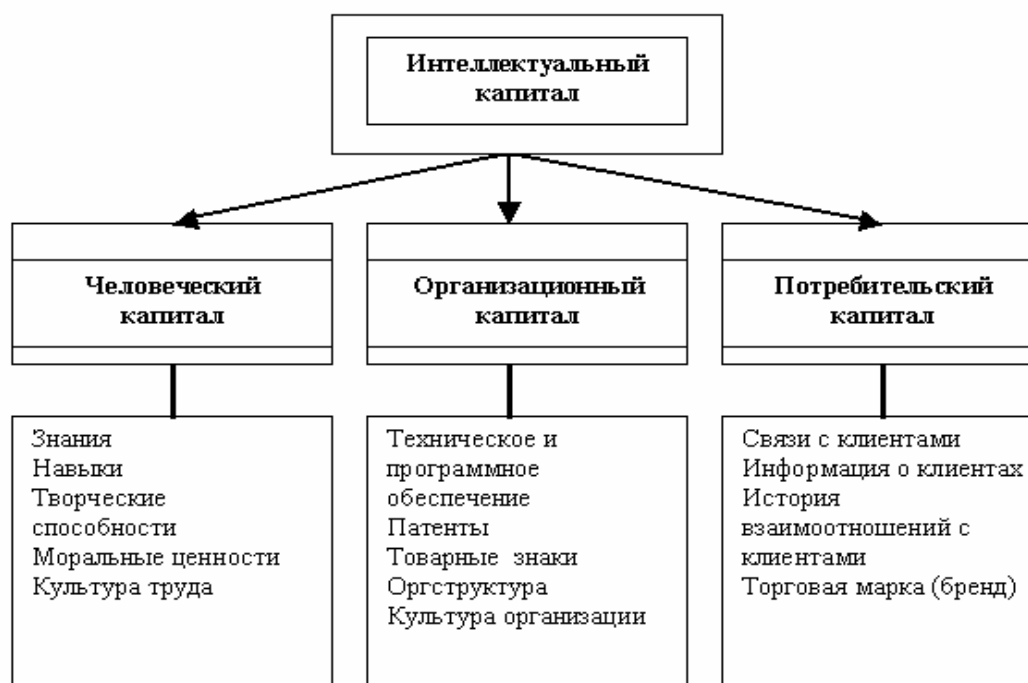 Интеллектуальный
капитал
Человеческий
капитал
Организационный
капитал
Потребительский
капитал
Знания
Навыки
Творческие
способности
Моральные ценности
Культура труда
Техническое и
программное
обеспечение
Патенты
Товарные знаки
Оргструктура
Культура организации
Связи с клиентами
Информация о клиентах
История
взаимоотношений с
клиентами
Торговая марка (бренд)